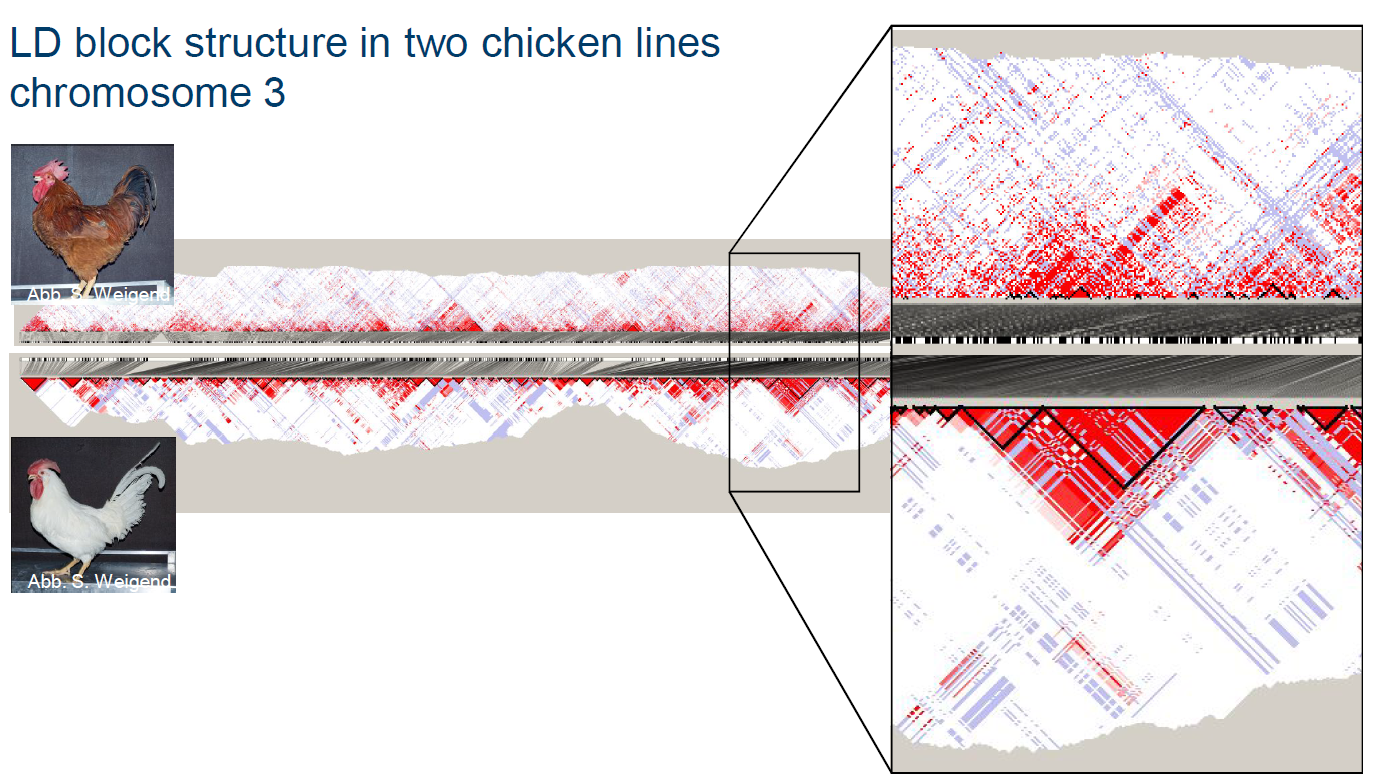 LD block structure in two chicken lines
chromosome 3
Abb. S. Weigend
Abb. S. Weigend